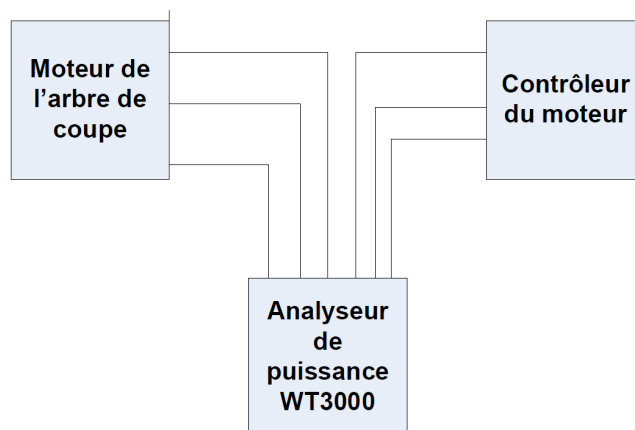 Moteur de
l’arbre de
coupe
Contrôleur
du moteur
Analyseur
de
puissance
WT3000